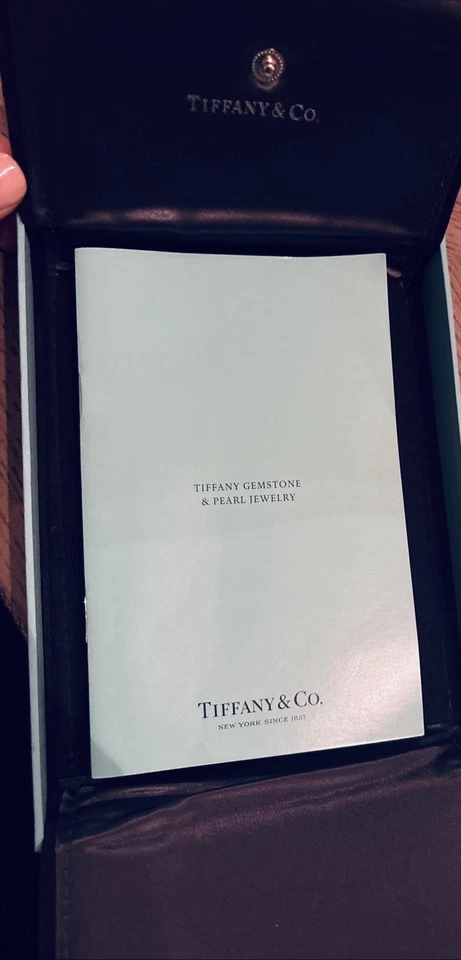 TIFFANY & CO.
TIFFANY GEMSTONE
& PEARL JEWELRY
TIFFANY & CO.
NEW YORK SINCE 1837